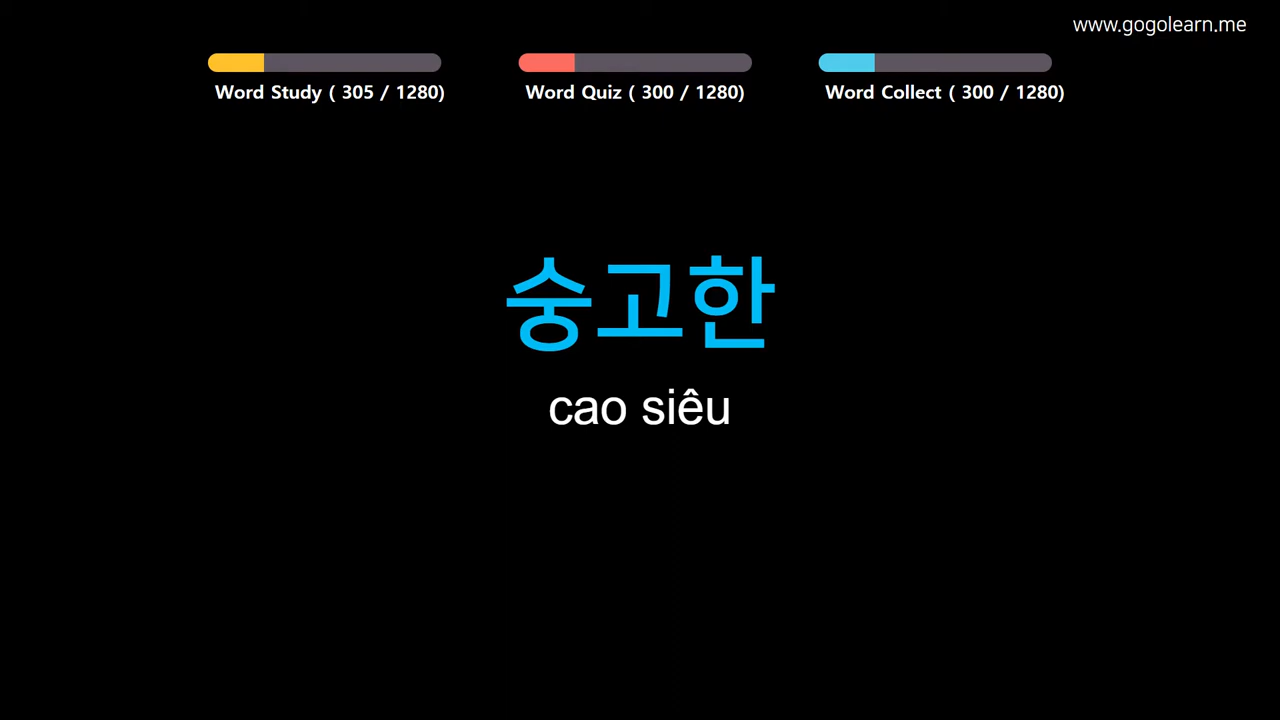 www.gogolearn.me
Word Study ( 305 / 1280)
Word Quiz ( 300 / 1280)
Word Collect ( 300 / 1280)
숭고한
cao siêu